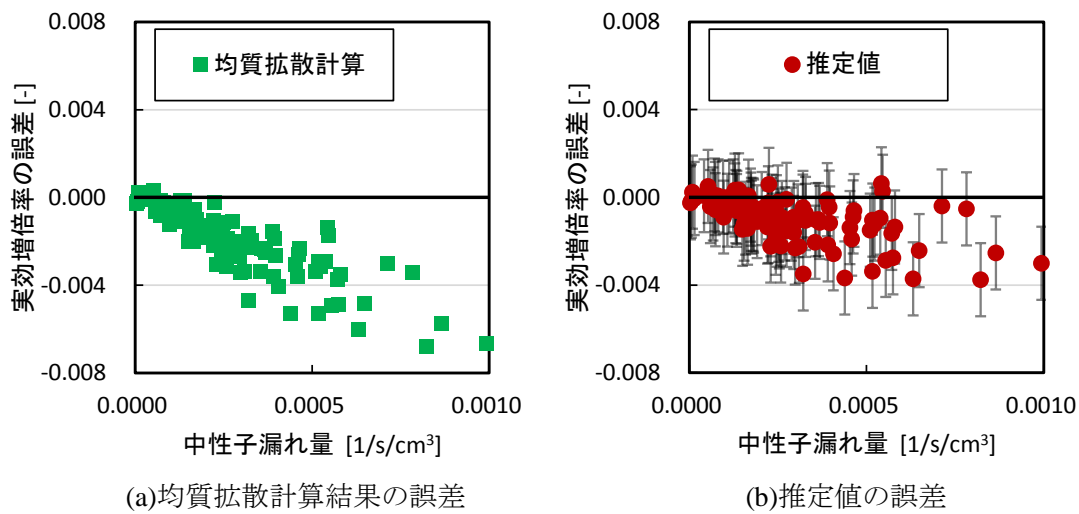 均質拡散計算
実効増倍率の誤差 [-]
0.008
0.004
0.000
-0.004
-0.008
0.0000
0.0005
0.0010
中性子漏れ量 [1/s/cm³]
(a)均質拡散計算結果の誤差
推定値
実効増倍率の誤差 [-]
0.008
0.004
0.000
-0.004
-0.008
0.0000
0.0005
0.0010
中性子漏れ量 [1/s/cm³]
(b)推定値の誤差